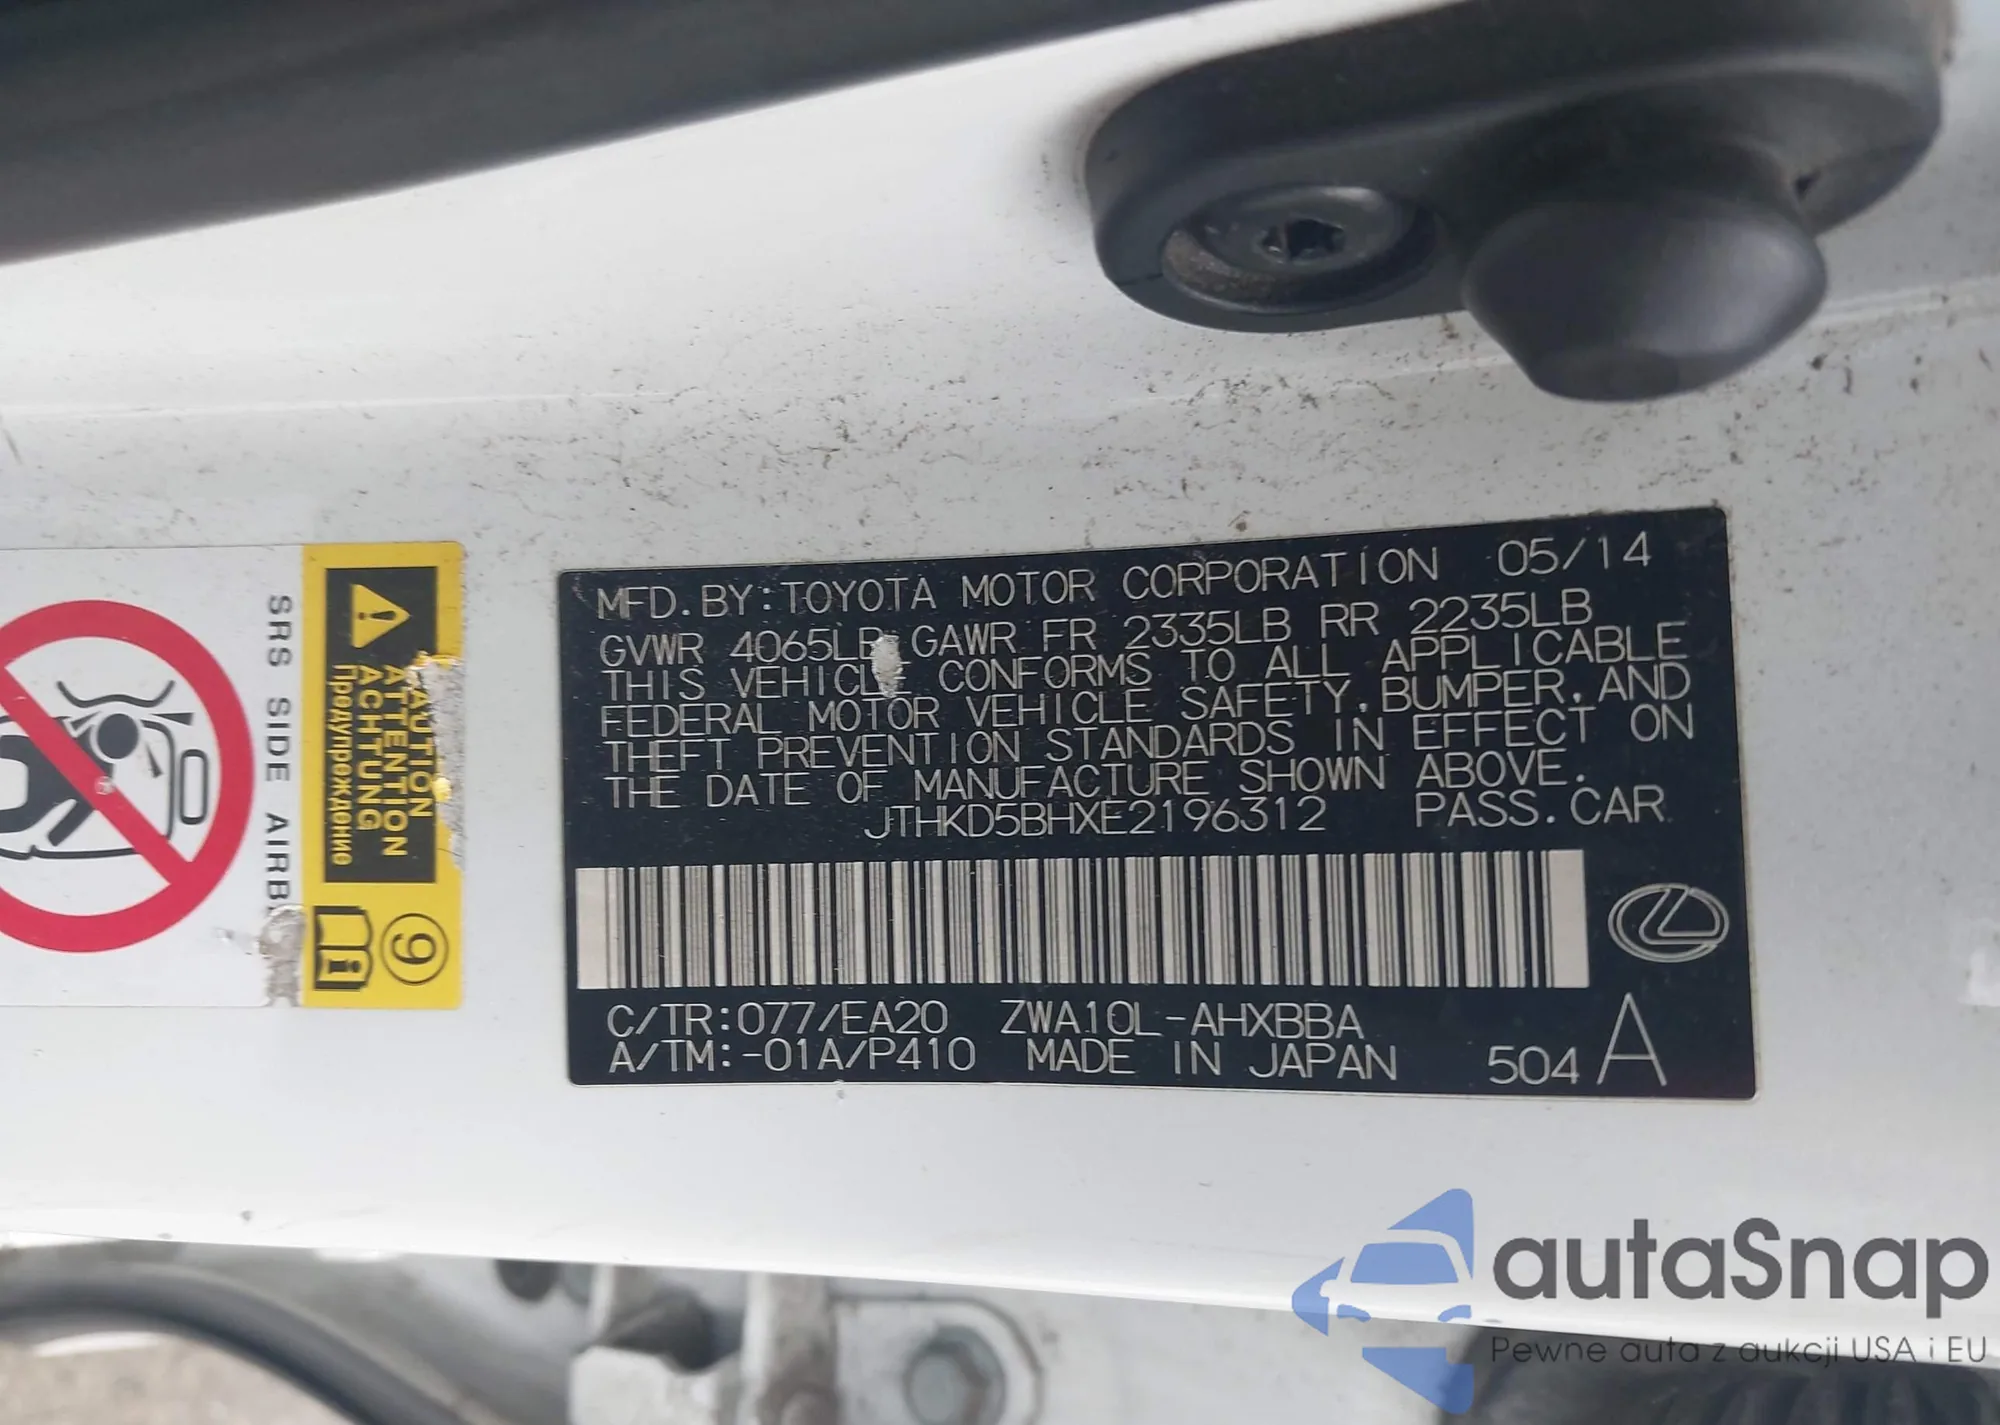 MFD. BY: TOYOTA MOTOR CORPORATION 05/14
GVWR 4065LB GAWR FR 2335LB RR 2235LB
THIS VEHICLE CONFORMS TO ALL APPLICABLE
FEDERAL MOTOR VEHICLE SAFETY, BUMPER, AND
THEFT PREVENTION STANDARDS IN EFFECT ON
THE DATE OF MANUFACTURE SHOWN ABOVE.
JTHKD5BHXE2196312 PASS. CAR
C/TR:077/EA20 ZWA10L-AHXBBA
A/TM:-01A/P410 MADE IN JAPAN 504 A
CAUTION
ATTENTION
ACHTUNG
Предупреждение
9
i
SRS SIDE
autaSnap
Pewne auta z aukcji USA i EU